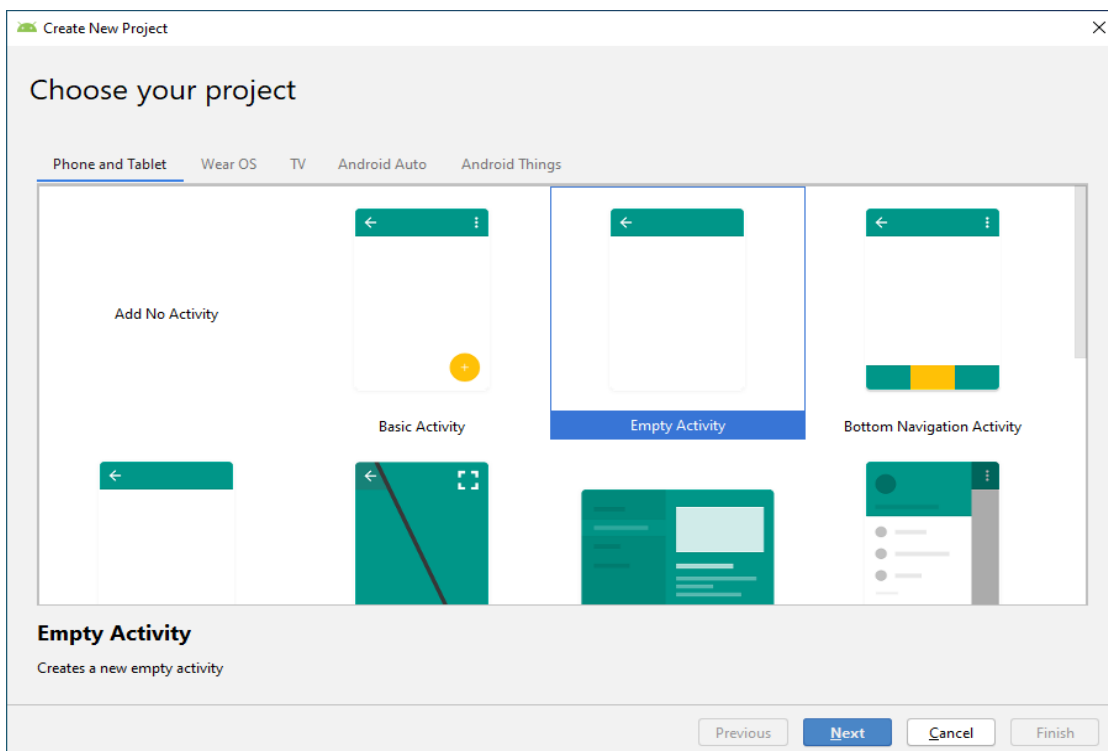 Create New Project
Choose your project
Phone and Tablet Wear OS TV Android Auto Android Things
Add No Activity
Basic Activity
Empty Activity
Bottom Navigation Activity
Empty Activity
Creates a new empty activity
Previous Next Cancel Finish